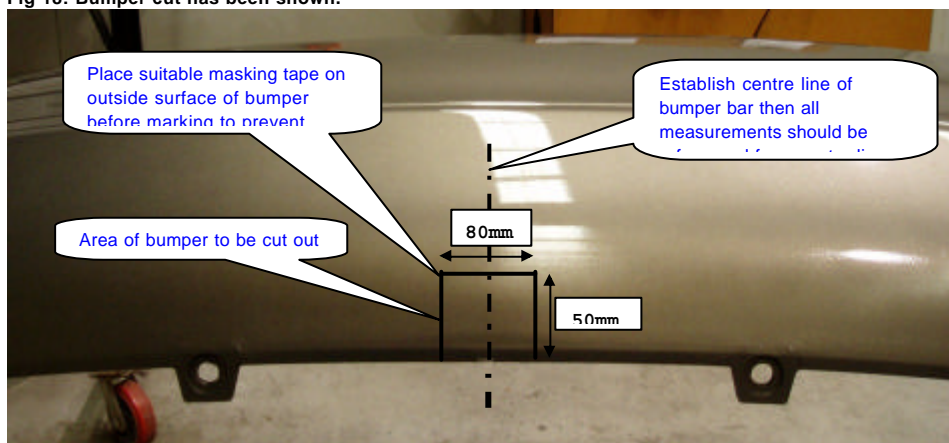 Fig 10: Bumper cut has been shown.
Place suitable masking tape on
outside surface of bumper
before marking to prevent
Establish centre line of
bumper bar then all
measurements should be
80mm
Area of bumper to be cut out
50mm